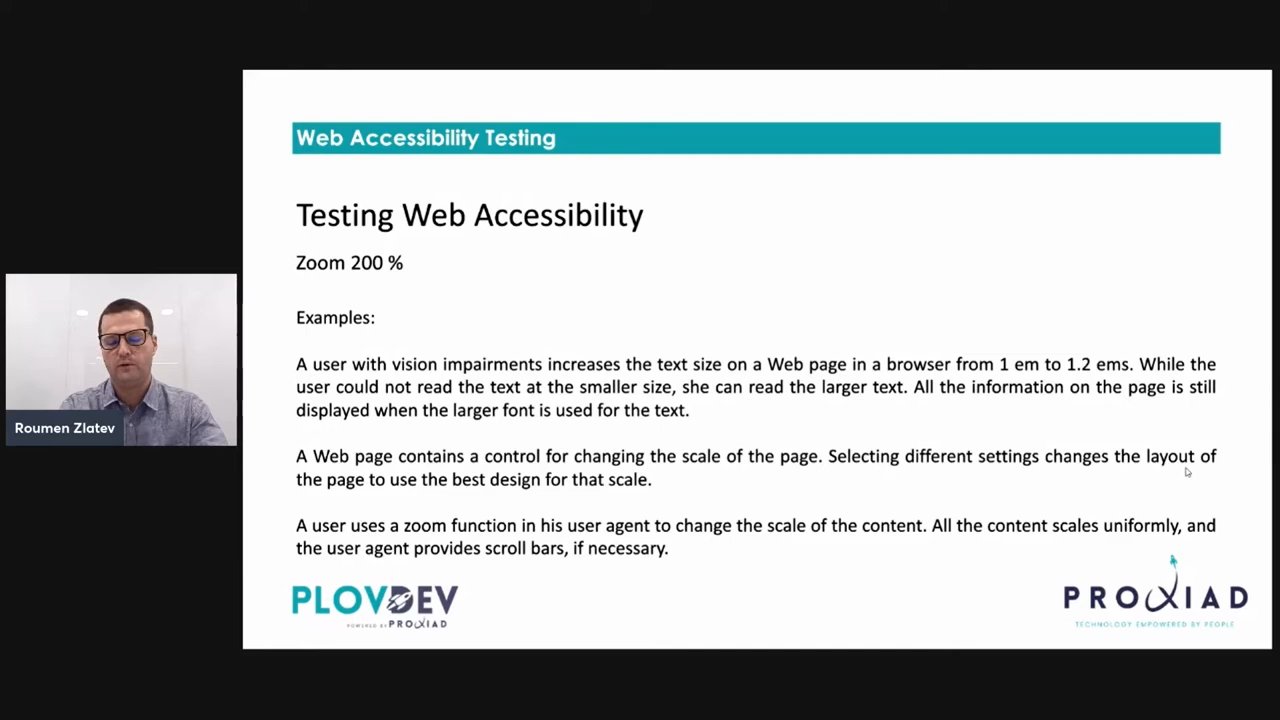 Web Accessibility Testing
Testing Web Accessibility
Zoom 200 %
Examples:
A user with vision impairments increases the text size on a Web page in a browser from 1 em to 1.2 ems. While the
user could not read the text at the smaller size, she can read the larger text. All the information on the page is still
displayed when the larger font is used for the text.
A Web page contains a control for changing the scale of the page. Selecting different settings changes the layout of
the page to use the best design for that scale.
A user uses a zoom function in his user agent to change the scale of the content. All the content scales uniformly, and
the user agent provides scroll bars, if necessary.
Roumen Zlatev
PLOVDEV
POWERED BY PROXIAD
PROXIAD
TECHNOLOGY EMPOWERED BY PEOPLE